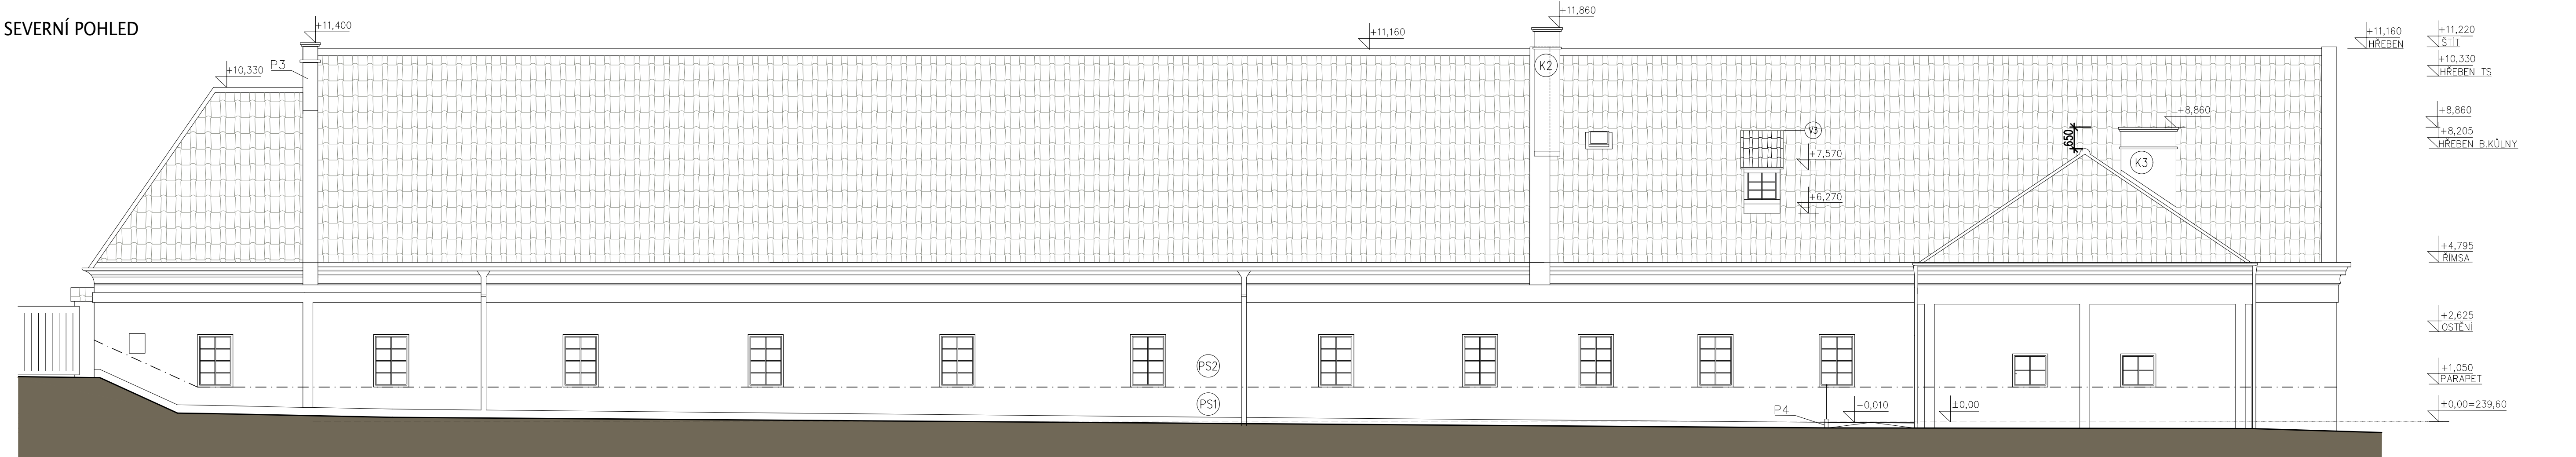 SEVERNÍ POHLED
+11,400
+11,860
+11,160
+11,160
HŘEBEN
+11,220
ŠTÍT
+10,330
P3
K2
+10,330
HŘEBEN TS
650
+8,860
+8,860
V3
+8,205
HŘEBEN B.KŮLNY
+7,570
K3
+6,270
+4,795
ŘÍMSA
+2,625
OSTĚNÍ
PS2
+1,050
PARAPET
PS1
P4
-0,010
±0,00
±0,00=239,60